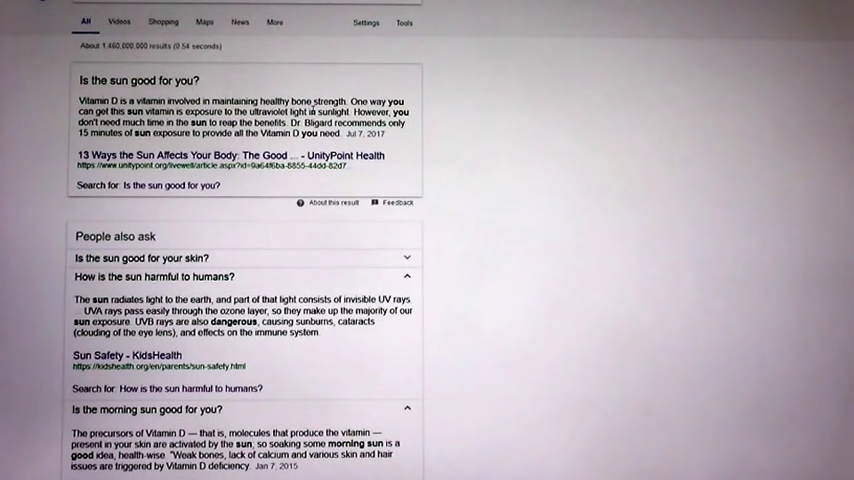 All Videos Shopping Maps News More Settings Tools
About 1,460,000,000 results (0.54 seconds)
Is the sun good for you?
Vitamin D is a vitamin involved in maintaining healthy bone strength. One way you
can get this sun vitamin is exposure to the ultraviolet light in sunlight. However, you
don't need much time in the sun to reap the benefits. Dr. Bligard recommends only
15 minutes of sun exposure to provide all the Vitamin D you need. Jul 7, 2017
13 Ways the Sun Affects Your Body: The Good ... - UnityPoint Health
https://www.unitypoint.org/livewell/article.aspx?id=9a64f6ba-8855-44dd-82d7...
Search for: Is the sun good for you?
About this result Feedback
People also ask
Is the sun good for your skin?
How is the sun harmful to humans?
The sun radiates light to the earth, and part of that light consists of invisible UV rays.
... UVA rays pass easily through the ozone layer, so they make up the majority of our
sun exposure. UVB rays are also dangerous, causing sunburns, cataracts
(clouding of the eye lens), and effects on the immune system.
Sun Safety - KidsHealth
https://kidshealth.org/en/parents/sun-safety.html
Search for: How is the sun harmful to humans?
Is the morning sun good for you?
The precursors of Vitamin D — that is, molecules that produce the vitamin —
present in your skin are activated by the sun, so soaking some morning sun is a
good idea, health-wise. "Weak bones, lack of calcium and various skin and hair
issues are triggered by Vitamin D deficiency. Jan 7, 2015